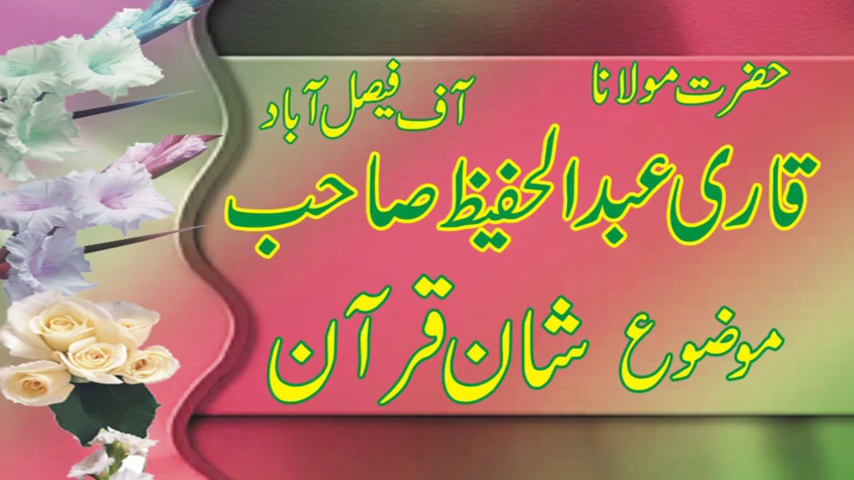 حضرت مولانا آف فیصل آباد
قاری عبدالحفیظ صاحب
موضوع شان قرآن